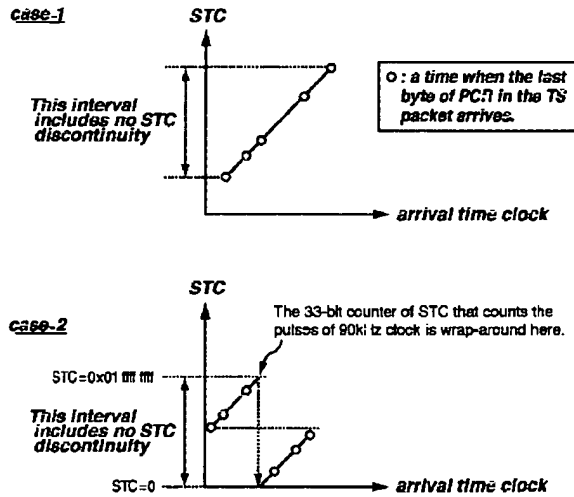 case-1
STC
This interval
includes no STC
discontinuity
o : a time when the last
byte of PCR in the TS
packet arrives.
arrival time clock
STC
case-2
The 33-bit counter of STC that counts the
pulses of 90kHz clock is wrap-around here.
STC=0x01 ffff ffff
This interval
includes no STC
discontinuity
STC=0
arrival time clock